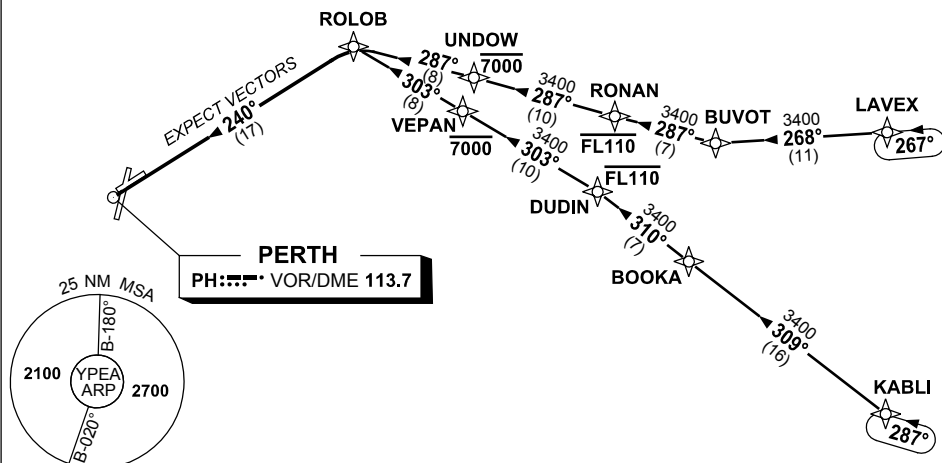 ROLOB
UNDOW
7000
287°
(8)
303°
(8)
VEPAN
7000
3400
287°
(10)
RONAN
FL110
3400
287°
(7)
BUVOT
3400
268°
(11)
LAVEX
267°
EXPECT VECTORS
240°
(17)
3400
303°
(10)
FL110
DUDIN
3400
310°
(7)
BOOKA
3400
309°
(16)
KABLI
287°
PERTH
PH VOR/DME 113.7
25 NM MSA
B-180°
2100
YPEA
ARP
2700
B-020°